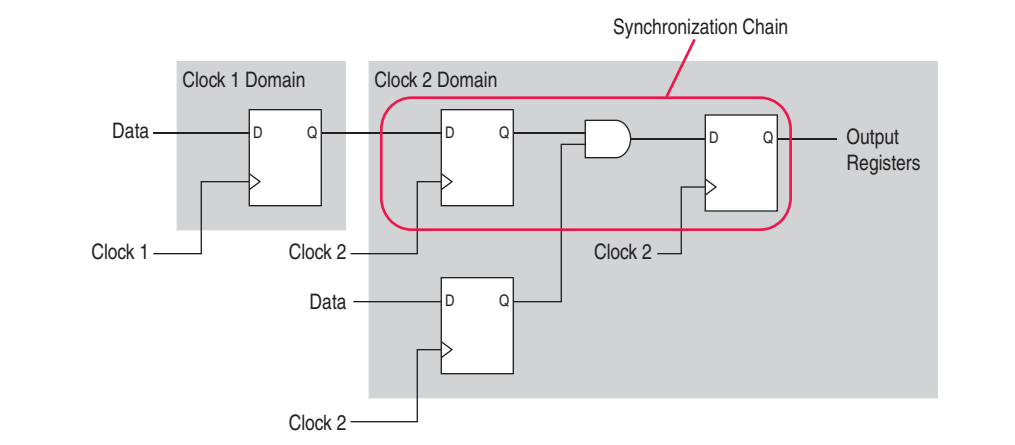 Synchronization Chain
Clock 1 Domain
Clock 2 Domain
Data
D
Q
D
Q
D
Q
Output
Registers
Clock 1
Clock 2
Clock 2
Data
D
Q
Clock 2